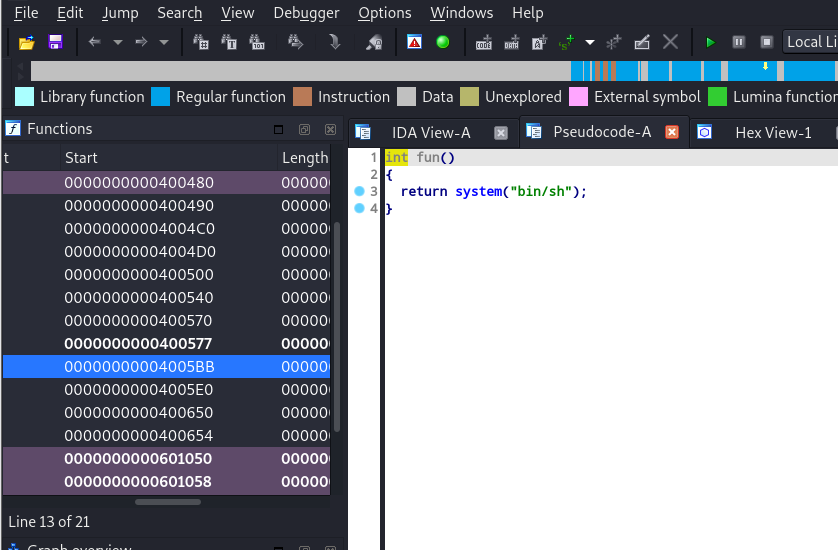 File Edit Jump Search View Debugger Options Windows Help
Local Li
Library function Regular function Instruction Data Unexplored External symbol Lumina function
Functions
IDA View-A Pseudocode-A Hex View-1
t Start Length
0000000000400480 00000
0000000000400490 00000
00000000004004C0 00000
00000000004004D0 00000
0000000000400500 00000
0000000000400540 00000
0000000000400570 00000
0000000000400577 00000
00000000004005BB 00000
00000000004005E0 00000
0000000000400650 00000
0000000000400654 00000
0000000000601050 00000
0000000000601058 00000
Line 13 of 21
Graph overview
1 int fun()
2 {
3 return system("bin/sh");
4 }